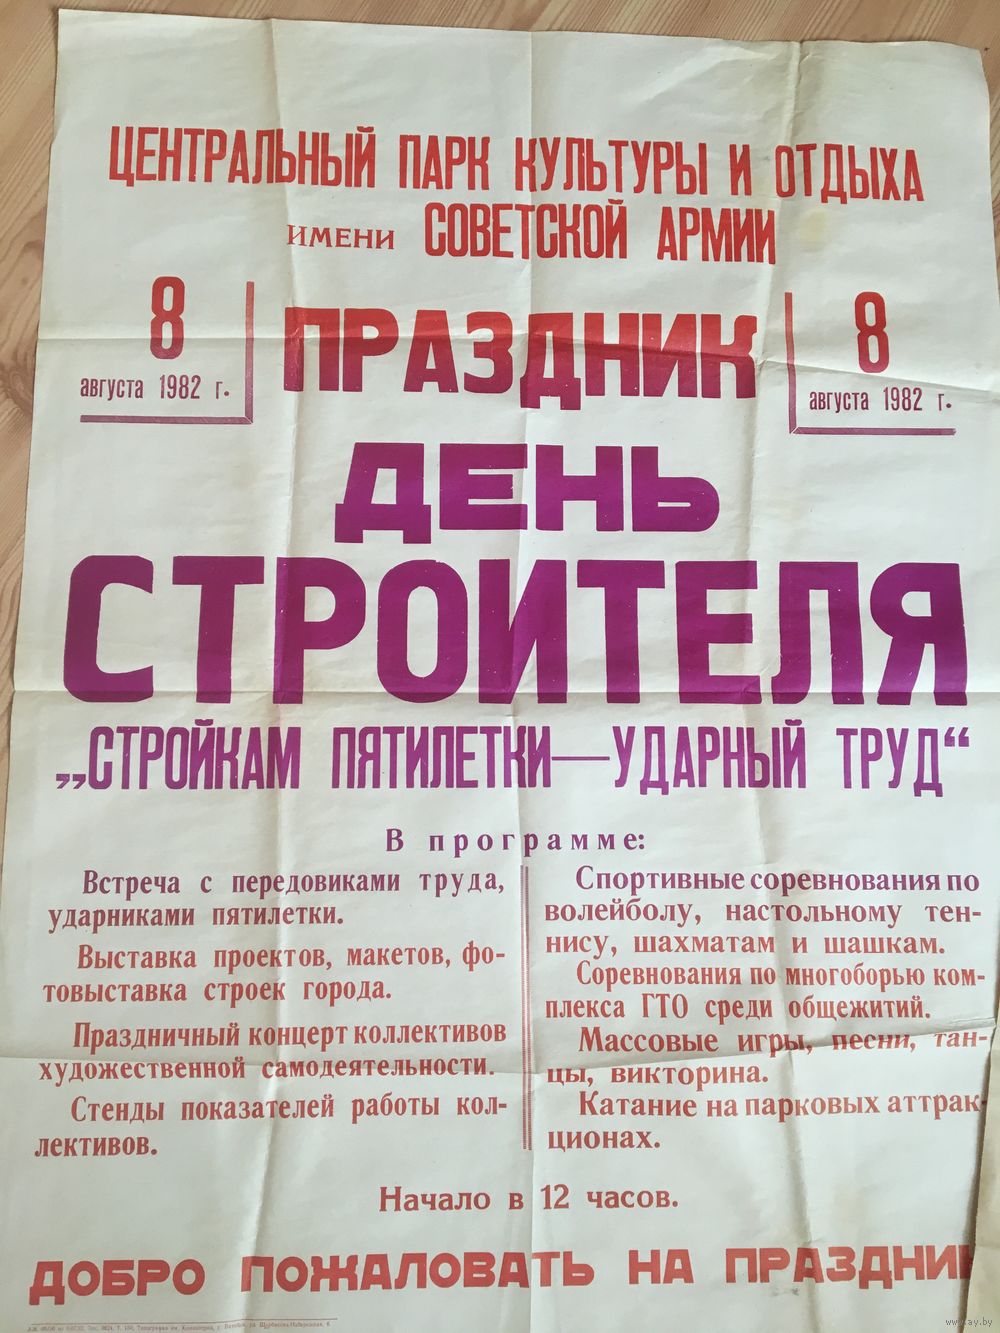 ЦЕНТРАЛЬНЫЙ ПАРК КУЛЬТУРЫ И ОТДЫХА
ИМЕНИ СОВЕТСКОЙ АРМИИ
8
августа 1982 г.
ПРАЗДНИК
8
августа 1982 г.
ДЕНЬ
СТРОИТЕЛЯ
„СТРОЙКАМ ПЯТИЛЕТКИ—УДАРНЫЙ ТРУД“
В программе:
Встреча с передовиками труда,
ударниками пятилетки.
Выставка проектов, макетов, фо-
товыставка строек города.
Праздничный концерт коллективов
художественной самодеятельности.
Стенды показателей работы кол-
лективов.
Спортивные соревнования по
волейболу, настольному тен-
нису, шахматам и шашкам.
Соревнования по многоборью ком-
плекса ГТО среди общежитий.
Массовые игры, песни, тан-
цы, викторина.
Катание на парковых аттрак-
ционах.
Начало в 12 часов.
ДОБРО ПОЖАЛОВАТЬ НА ПРАЗДНИК
www.ay.by